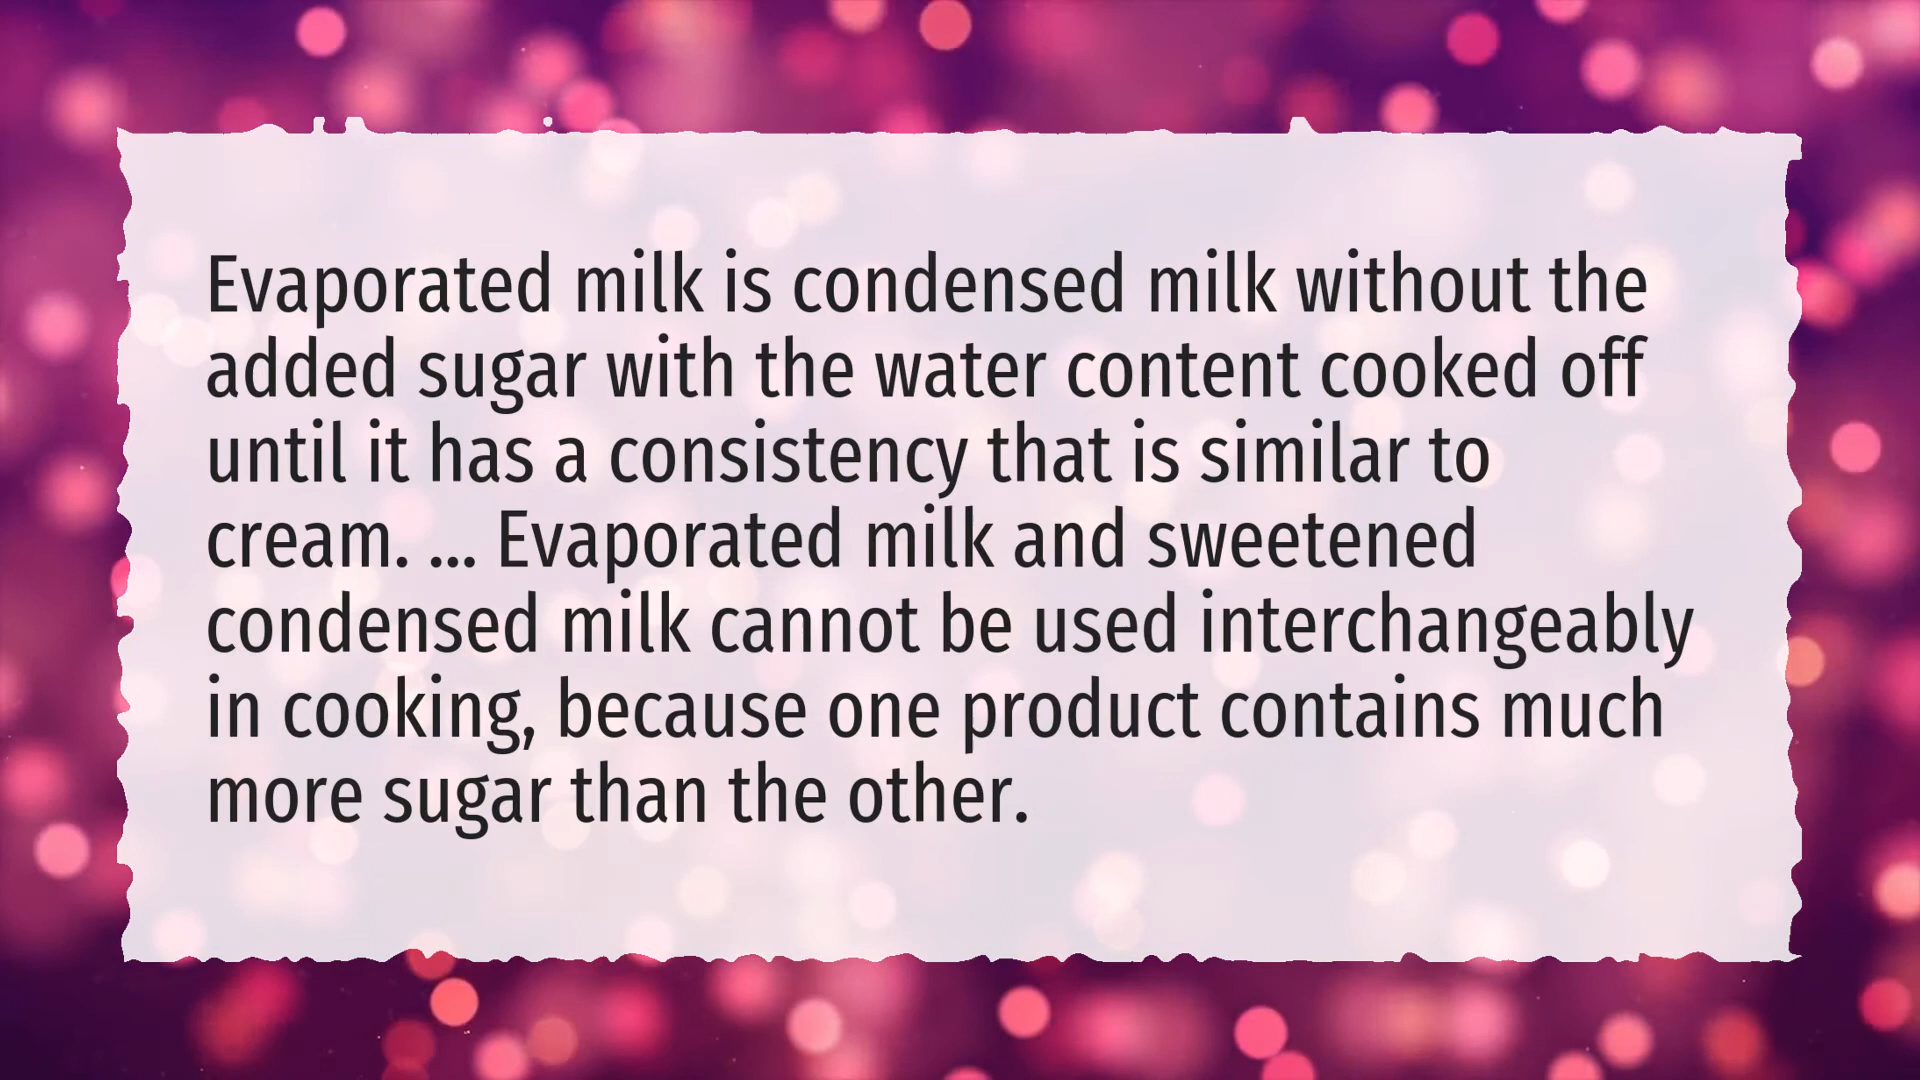 Evaporated milk is condensed milk without the
added sugar with the water content cooked off
until it has a consistency that is similar to
cream. ... Evaporated milk and sweetened
condensed milk cannot be used interchangeably
in cooking, because one product contains much
more sugar than the other.